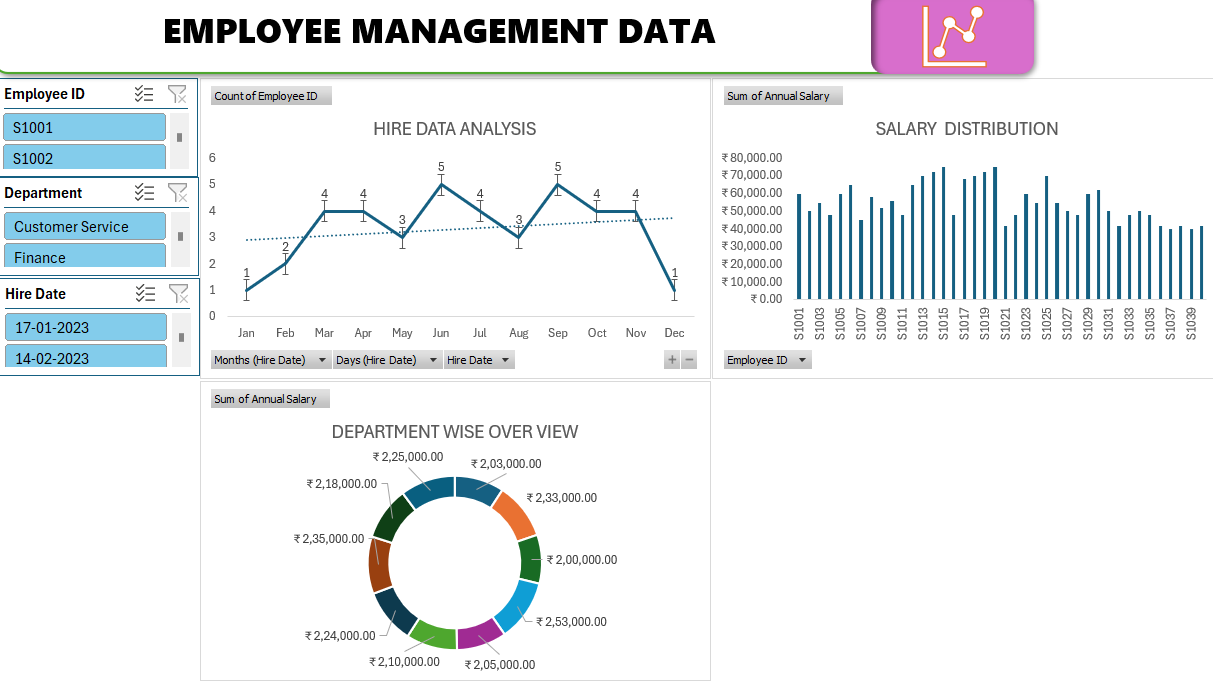 EMPLOYEE MANAGEMENT DATA
Employee ID
S1001
S1002
Department
Customer Service
Finance
Hire Date
17-01-2023
14-02-2023
Count of Employee ID
HIRE DATA ANALYSIS
6
5
4
3
2
1
0
1
2
4
4
3
5
4
3
5
4
4
1
Jan Feb Mar Apr May Jun Jul Aug Sep Oct Nov Dec
Months (Hire Date) Days (Hire Date) Hire Date
Sum of Annual Salary
SALARY DISTRIBUTION
₹ 80,000.00
₹ 70,000.00
₹ 60,000.00
₹ 50,000.00
₹ 40,000.00
₹ 30,000.00
₹ 20,000.00
₹ 10,000.00
₹ 0.00
S1001 S1003 S1005 S1007 S1009 S1011 S1013 S1015 S1017 S1019 S1021 S1023 S1025 S1027 S1029 S1031 S1033 S1035 S1037 S1039
Employee ID
Sum of Annual Salary
DEPARTMENT WISE OVER VIEW
₹ 2,25,000.00
₹ 2,03,000.00
₹ 2,18,000.00
₹ 2,33,000.00
₹ 2,35,000.00
₹ 2,00,000.00
₹ 2,24,000.00
₹ 2,53,000.00
₹ 2,10,000.00
₹ 2,05,000.00